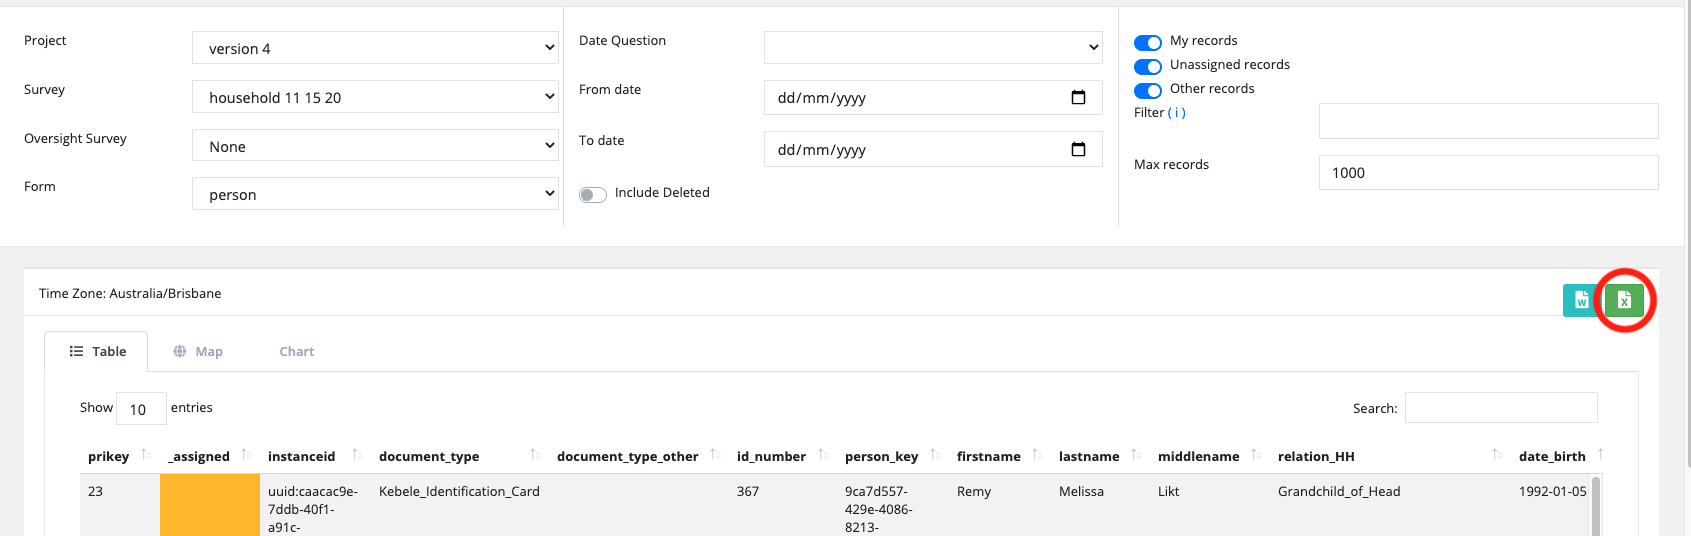 Project
version 4
Survey
household 11 15 20
Oversight Survey
None
Form
person
Date Question
From date
dd/mm/yyyy
To date
dd/mm/yyyy
Include Deleted
My records
Unassigned records
Other records
Filter ( i )
Max records
1000
Time Zone: Australia/Brisbane
W
X
Table
Map
Chart
Show 10 entries
Search:
prikey _assigned instanceid document_type document_type_other id_number person_key firstname lastname middlename relation_HH date_birth
23 uuid:caacac9e- Kebele_Identification_Card 367 9ca7d557- Remy Melissa Likt Grandchild_of_Head 1992-01-05
7ddb-40f1- 429e-4086-
a91c- 8213-